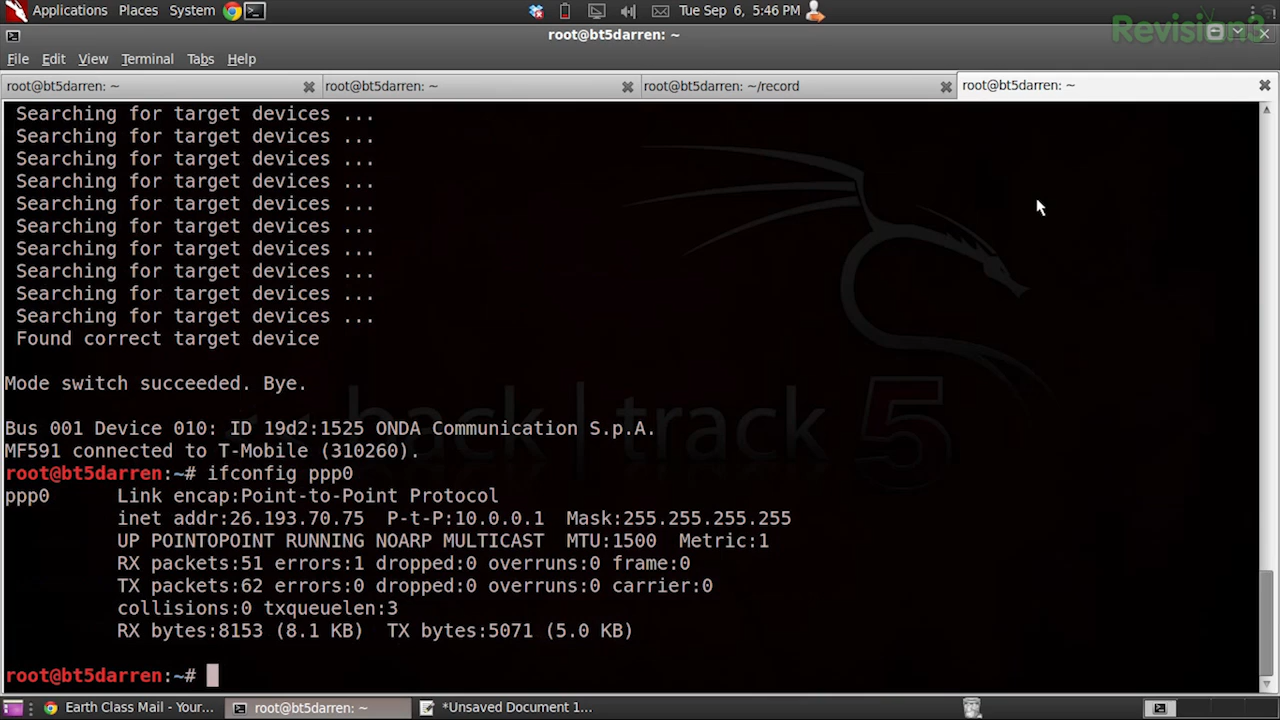 Applications Places System Tue Sep 6, 5:46 PM
Revision3
root@bt5darren: ~
File Edit View Terminal Tabs Help
root@bt5darren: ~ root@bt5darren: ~ root@bt5darren: ~/record root@bt5darren: ~
Searching for target devices ...
Searching for target devices ...
Searching for target devices ...
Searching for target devices ...
Searching for target devices ...
Searching for target devices ...
Searching for target devices ...
Searching for target devices ...
Searching for target devices ...
Searching for target devices ...
Found correct target device
Mode switch succeeded. Bye.
<< back | track 5
Bus 001 Device 010: ID 19d2:1525 ONDA Communication S.p.A.
MF591 connected to T-Mobile (310260).
root@bt5darren:~# ifconfig ppp0
ppp0 Link encap:Point-to-Point Protocol
inet addr:26.193.70.75 P-t-P:10.0.0.1 Mask:255.255.255.255
UP POINTOPOINT RUNNING NOARP MULTICAST MTU:1500 Metric:1
RX packets:51 errors:1 dropped:0 overruns:0 frame:0
TX packets:62 errors:0 dropped:0 overruns:0 carrier:0
collisions:0 txqueuelen:3
RX bytes:8153 (8.1 KB) TX bytes:5071 (5.0 KB)
root@bt5darren:~#
Earth Class Mail - Your... root@bt5darren: ~ *Unsaved Document 1...